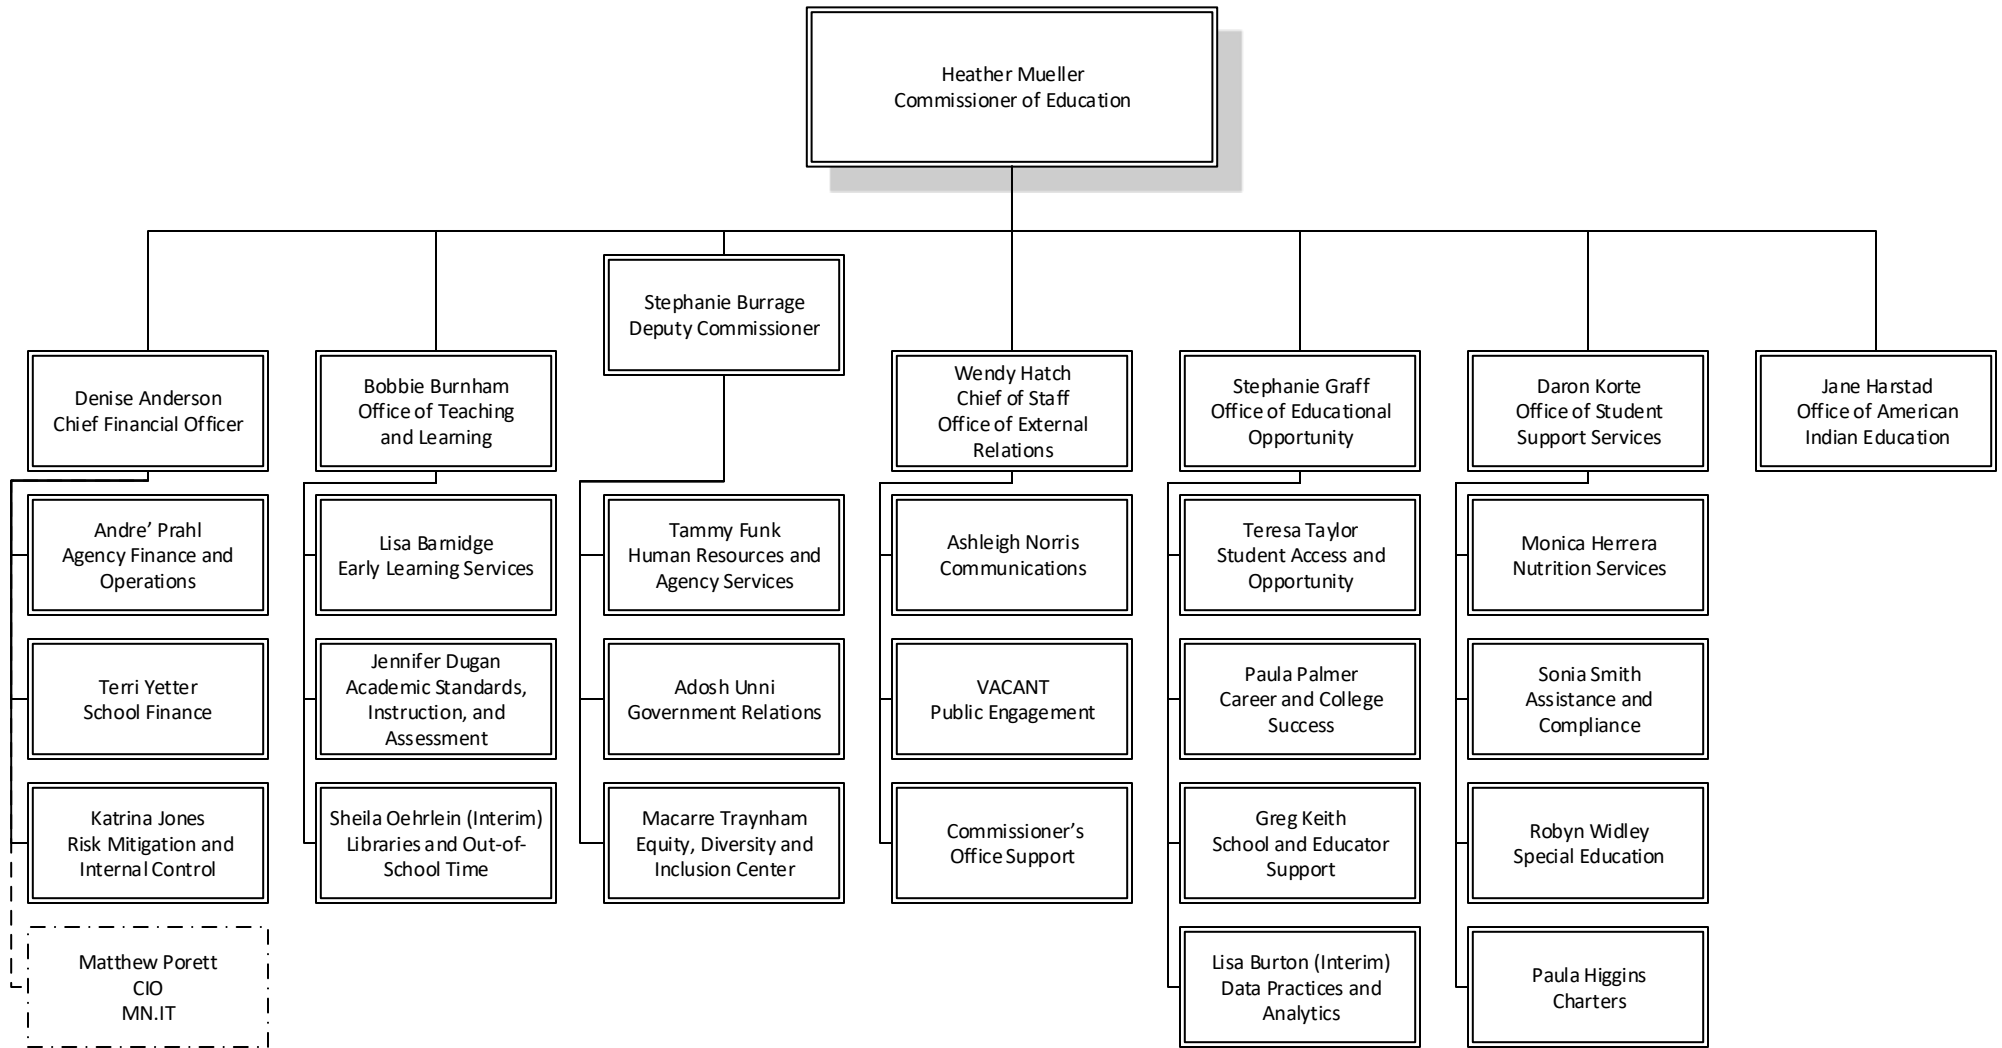 Heather Mueller
Commissioner of Education
Stephanie Burrage
Deputy Commissioner
Denise Anderson
Chief Financial Officer
Bobbie Burnham
Office of Teaching
and Learning
Wendy Hatch
Chief of Staff
Office of External
Relations
Stephanie Graff
Office of Educational
Opportunity
Daron Korte
Office of Student
Support Services
Jane Harstad
Office of American
Indian Education
Andre’ Prahl
Agency Finance and
Operations
Lisa Barnidge
Early Learning Services
Tammy Funk
Human Resources and
Agency Services
Ashleigh Norris
Communications
Teresa Taylor
Student Access and
Opportunity
Monica Herrera
Nutrition Services
Terri Yetter
School Finance
Jennifer Dugan
Academic Standards,
Instruction, and
Assessment
Adosh Unni
Government Relations
VACANT
Public Engagement
Paula Palmer
Career and College
Success
Sonia Smith
Assistance and
Compliance
Katrina Jones
Risk Mitigation and
Internal Control
Sheila Oehrlein (Interim)
Libraries and Out-of-
School Time
Macarre Traynham
Equity, Diversity and
Inclusion Center
Commissioner’s
Office Support
Greg Keith
School and Educator
Support
Robyn Widley
Special Education
Matthew Porett
CIO
MN.IT
Lisa Burton (Interim)
Data Practices and
Analytics
Paula Higgins
Charters